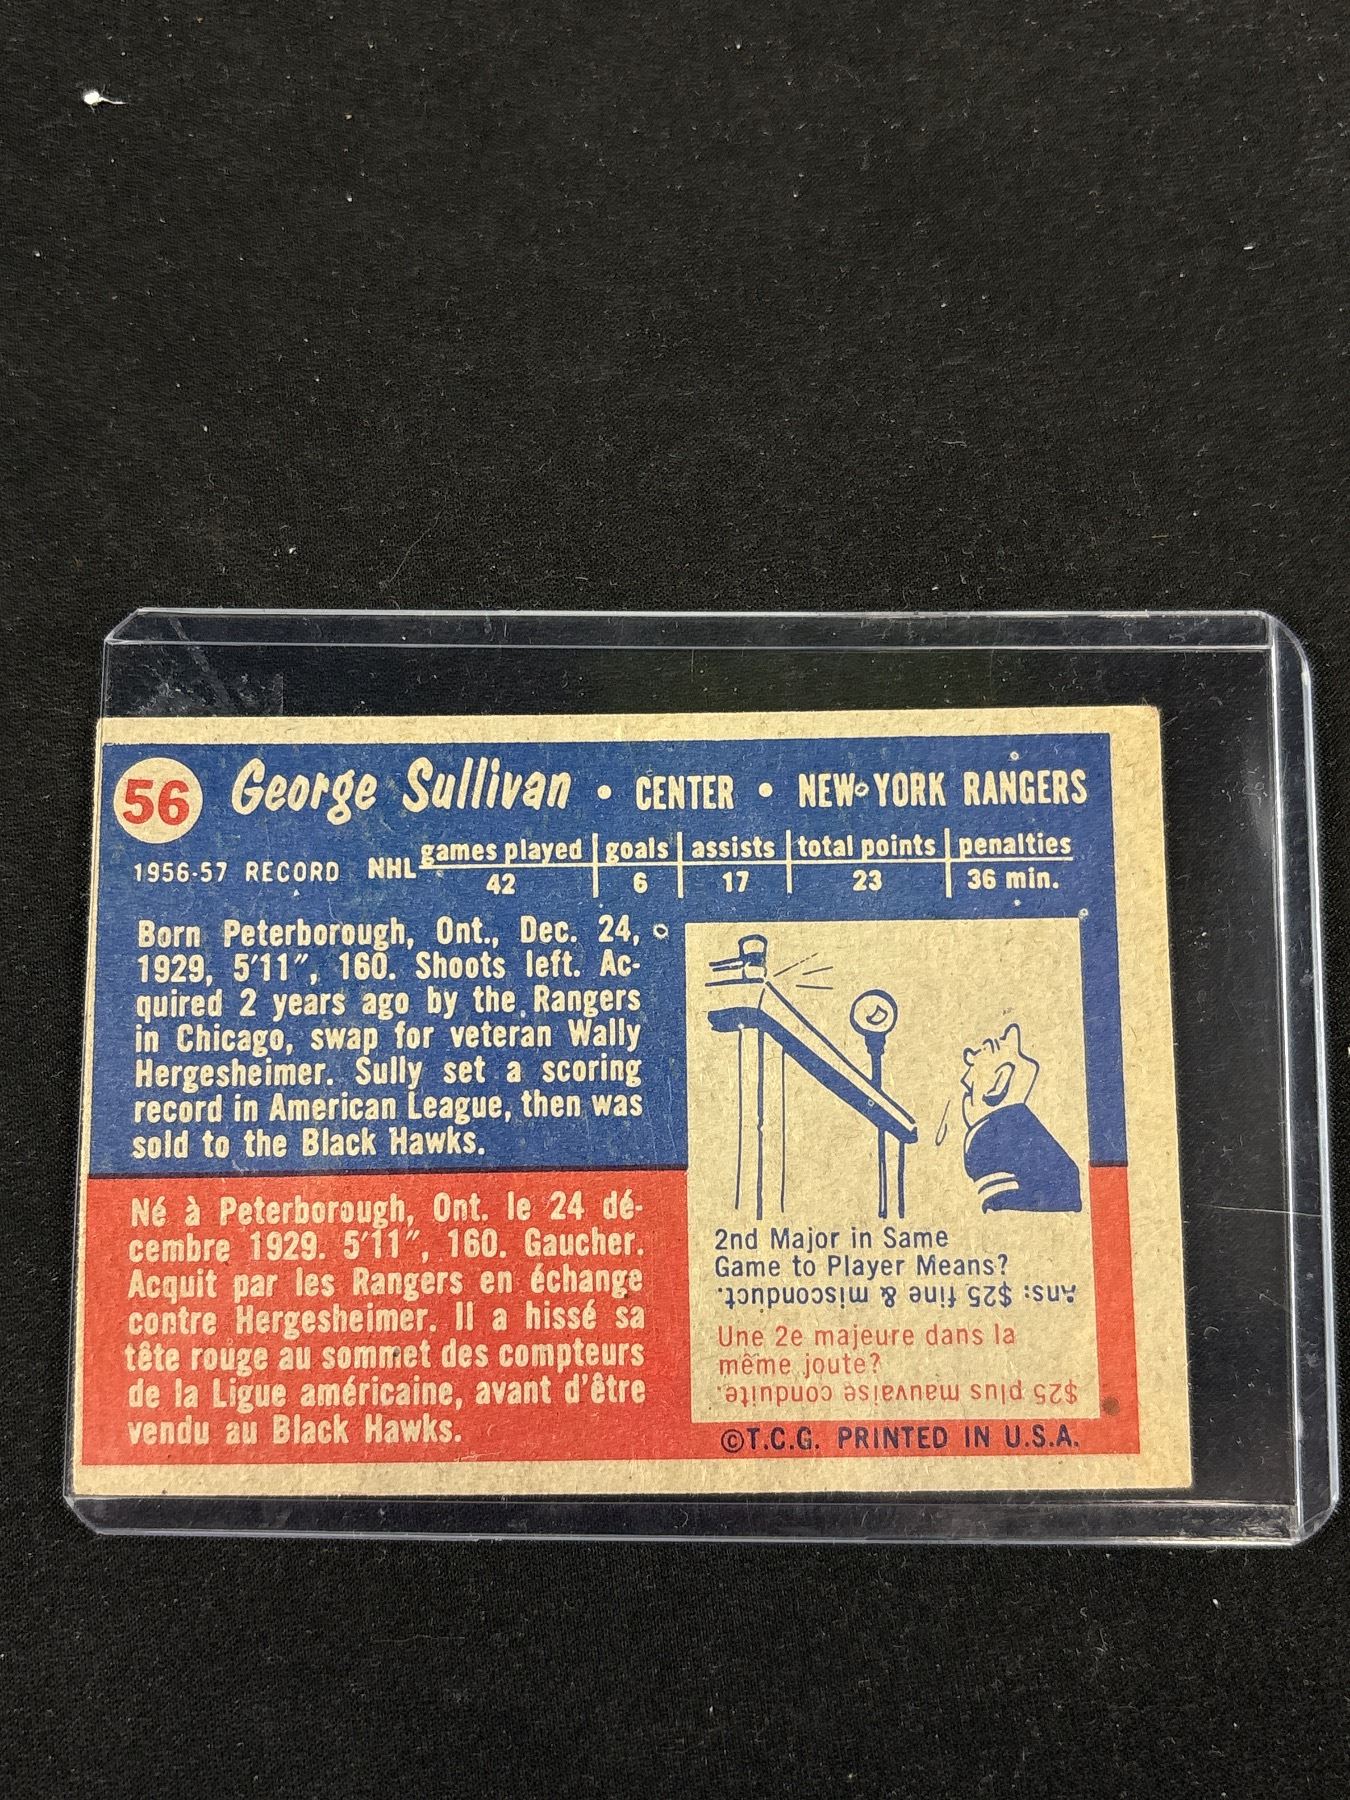 56 George Sullivan • CENTER • NEW YORK RANGERS
1956-57 RECORD NHL games played goals assists total points penalties
42 6 17 23 36 min.
Born Peterborough, Ont., Dec. 24,
1929, 5'11", 160. Shoots left. Ac-
quired 2 years ago by the Rangers
in Chicago, swap for veteran Wally
Hergesheimer. Sully set a scoring
record in American League, then was
sold to the Black Hawks.
Né à Peterborough, Ont. le 24 dé-
cembre 1929. 5'11", 160. Gaucher.
Acquit par les Rangers en échange
contre Hergesheimer. Il a hissé sa
tête rouge au sommet des compteurs
de la Ligue américaine, avant d'être
vendu au Black Hawks.
2nd Major in Same
Game to Player Means?
Ans: $25 fine & misconduct.
Une 2e majeure dans la
même joute?
$25 plus mauvaise conduite.
©T.C.G. PRINTED IN U.S.A.